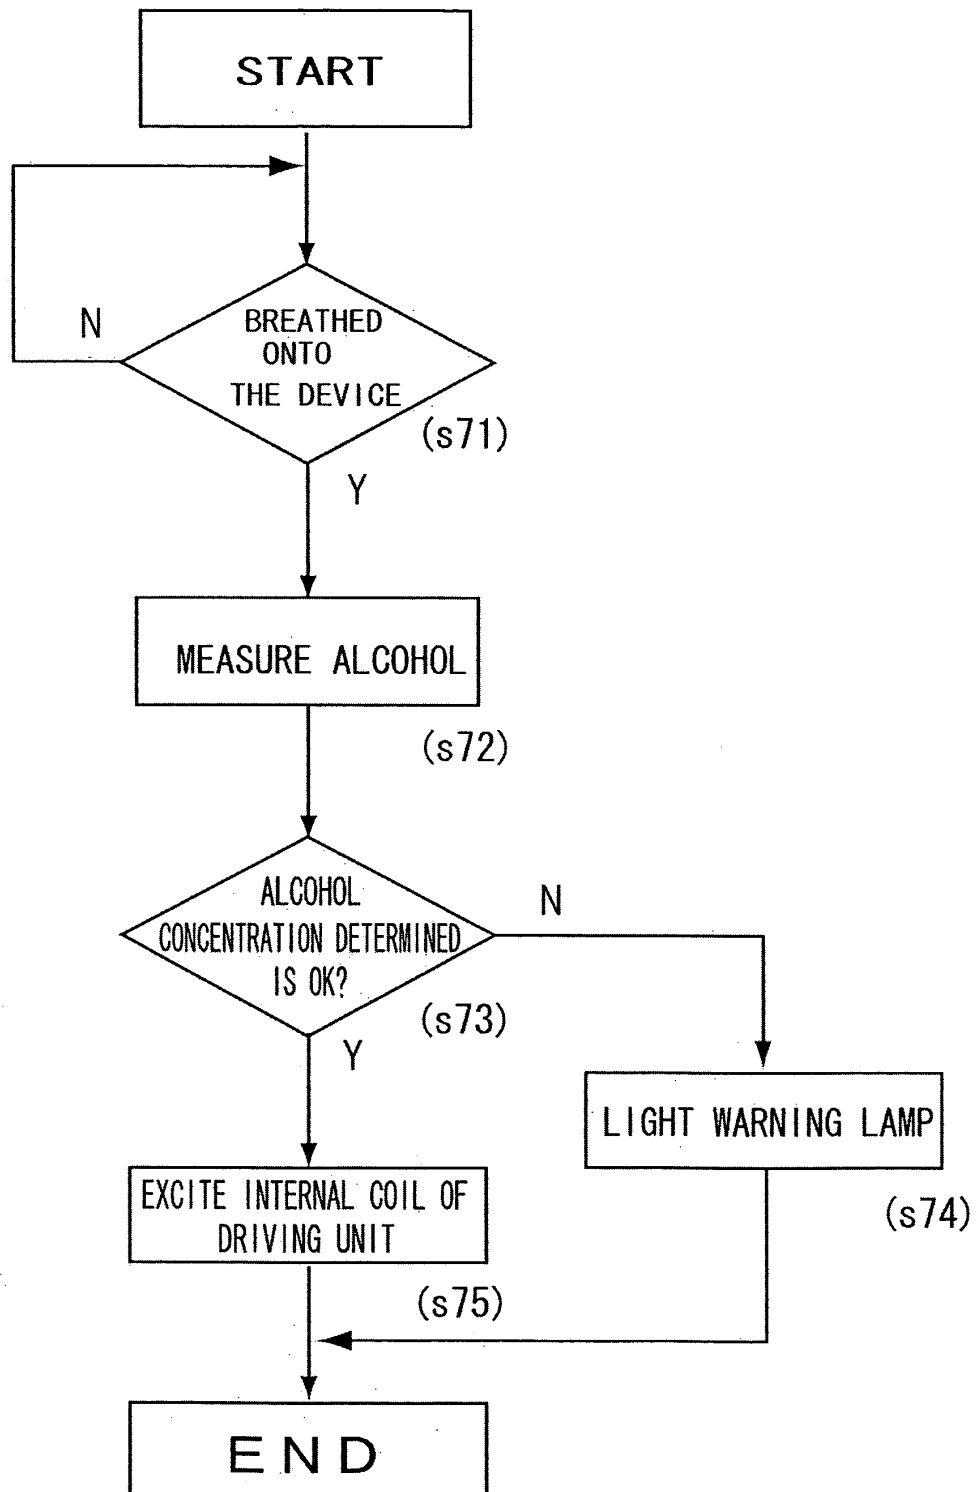 START
N
BREATHED
ONTO
THE DEVICE
(s71)
Y
MEASURE ALCOHOL
(s72)
ALCOHOL
CONCENTRATION DETERMINED
IS OK?
N
(s73)
Y
LIGHT WARNING LAMP
(s74)
EXCITE INTERNAL COIL OF
DRIVING UNIT
(s75)
END